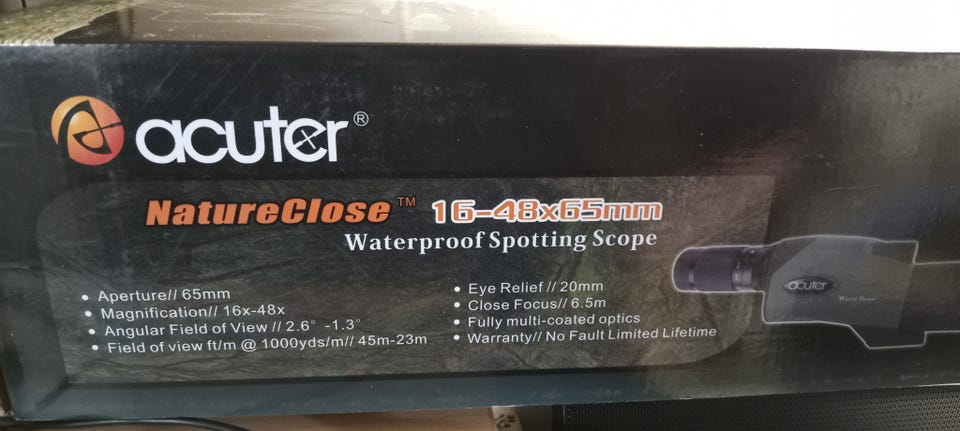 acuter®
NatureClose™ 16-48x65mm
Waterproof Spotting Scope
• Aperture// 65mm
• Magnification// 16x-48x
• Angular Field of View // 2.6° -1.3°
• Field of view ft/m @ 1000yds/m// 45m-23m
• Eye Relief // 20mm
• Close Focus// 6.5m
• Fully multi-coated optics
• Warranty// No Fault Limited Lifetime
acuter